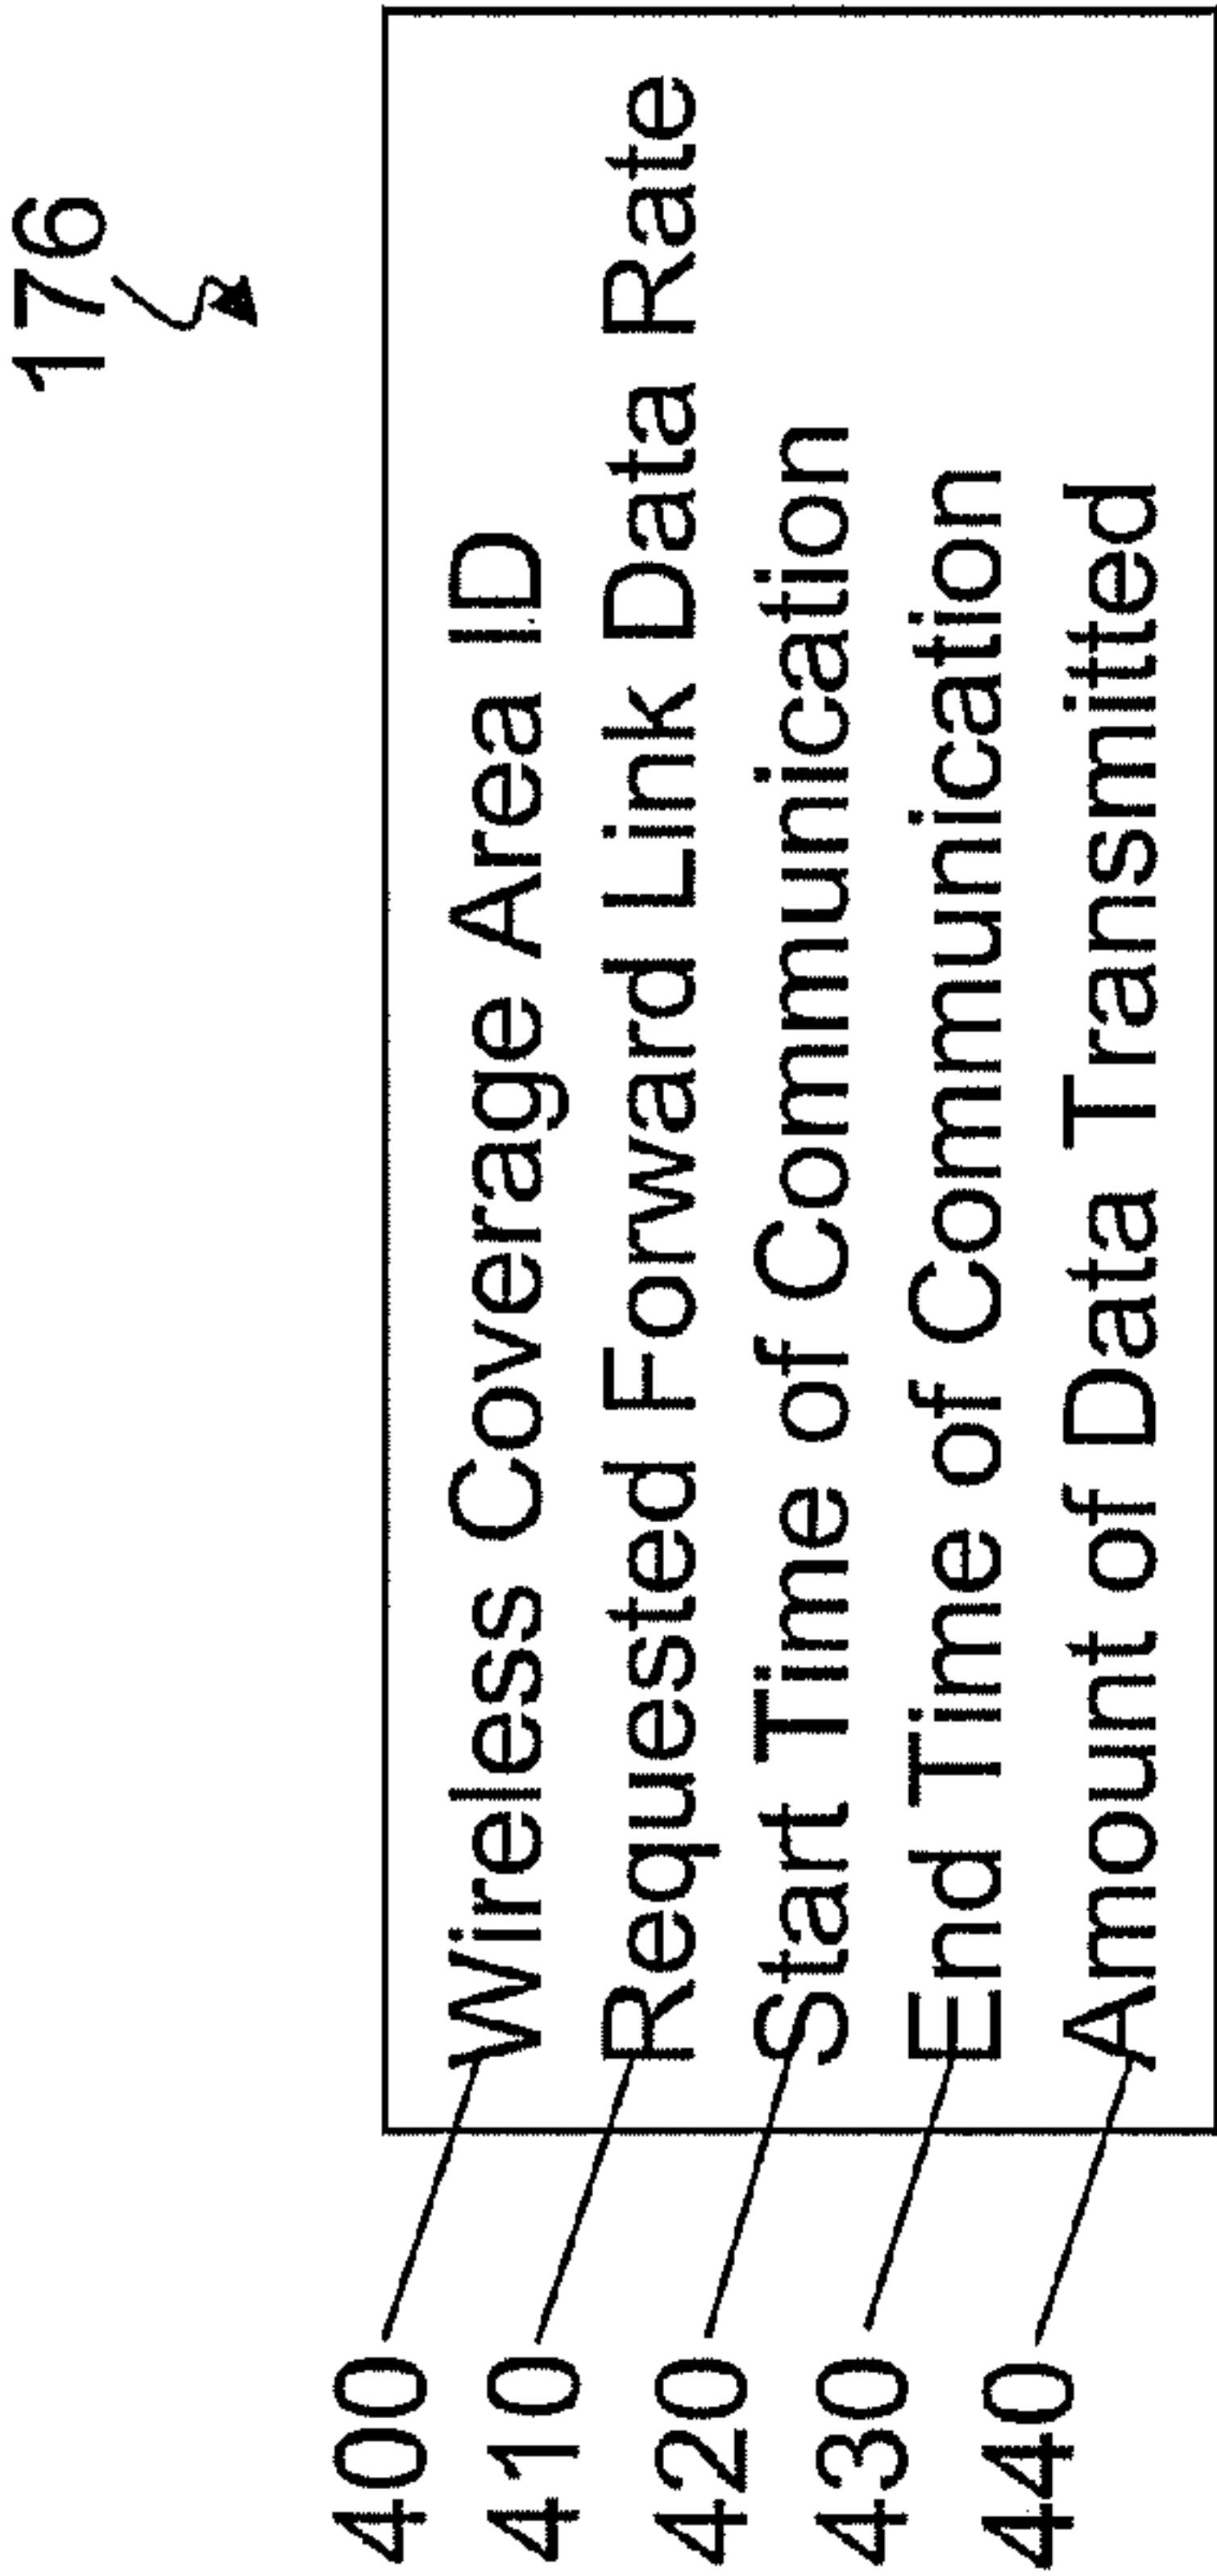 176
400 Wireless Coverage Area ID
410 Requested Forward Link Data Rate
420 Start Time of Communication
430 End Time of Communication
440 Amount of Data Transmitted